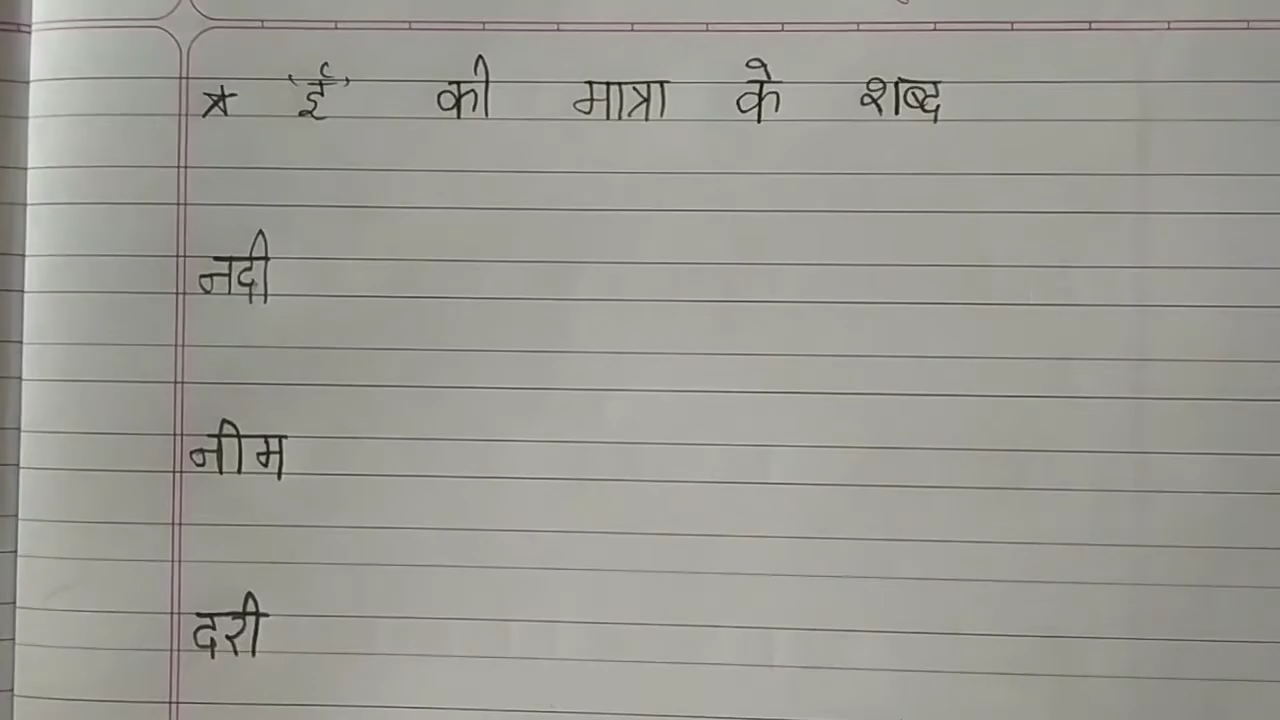 ★ 'ई' की मात्रा के शब्द
नदी
नीम
दरी